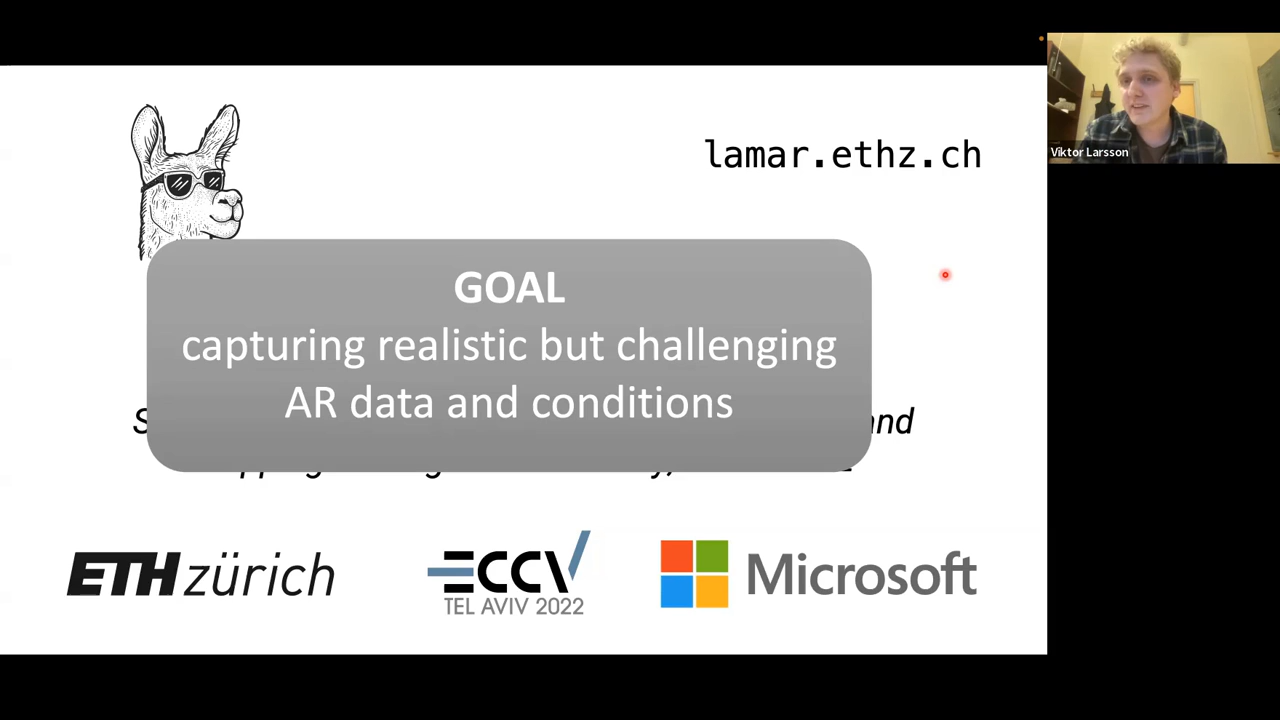 lamar.ethz.ch
Viktor Larsson
GOAL
capturing realistic but challenging
AR data and conditions
and
ETH zürich
ECCV
TEL AVIV 2022
Microsoft